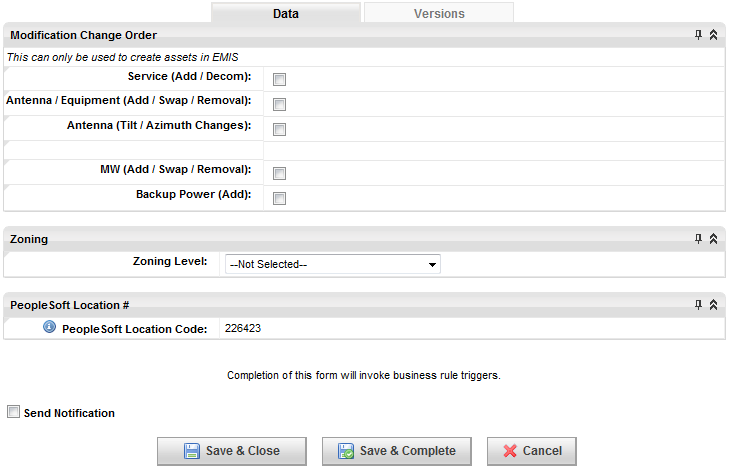 Data Versions
Modification Change Order
This can only be used to create assets in EMIS
Service (Add / Decom):
Antenna / Equipment (Add / Swap / Removal):
Antenna (Tilt / Azimuth Changes):
MW (Add / Swap / Removal):
Backup Power (Add):
Zoning
Zoning Level: --Not Selected--
PeopleSoft Location #
PeopleSoft Location Code: 226423
Completion of this form will invoke business rule triggers.
Send Notification
Save & Close Save & Complete Cancel